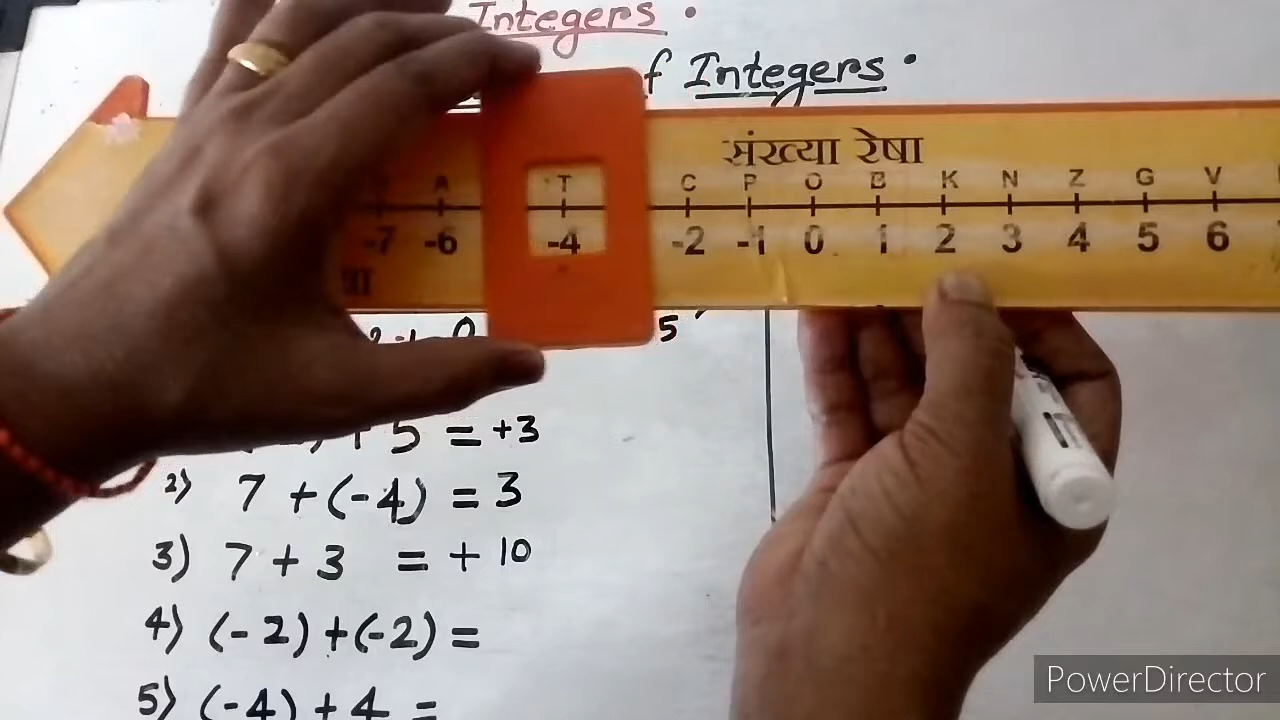 Integers .
f Integers .
संख्या रेषा
A T C P O B K N Z G V
-7 -6 -4 -2 -1 0 1 2 3 4 5 6
5
+ 5 = +3
2) 7 + (-4) = 3
3) 7 + 3 = + 10
4) (-2) + (-2) =
5) (-4) + 4 =
PowerDirector